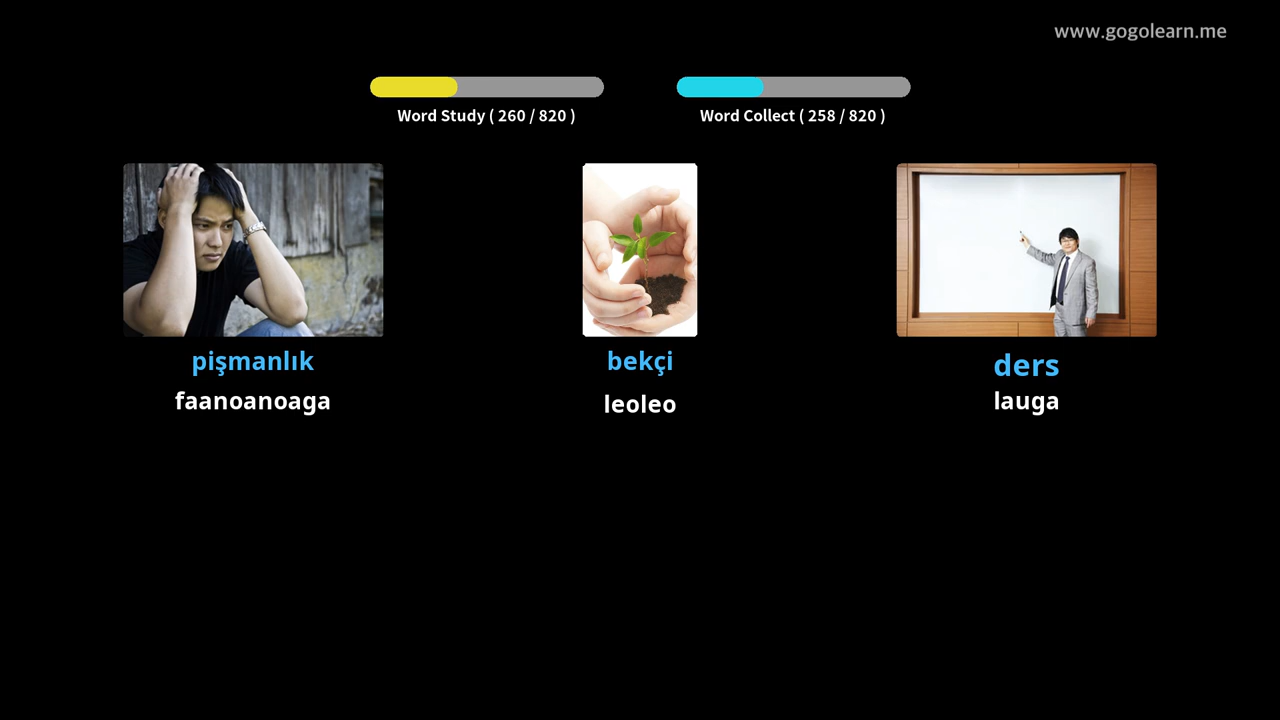 www.gogolearn.me
Word Study ( 260 / 820 )
Word Collect ( 258 / 820 )
pişmanlık
faanoanoaga
bekçi
leoleo
ders
lauga